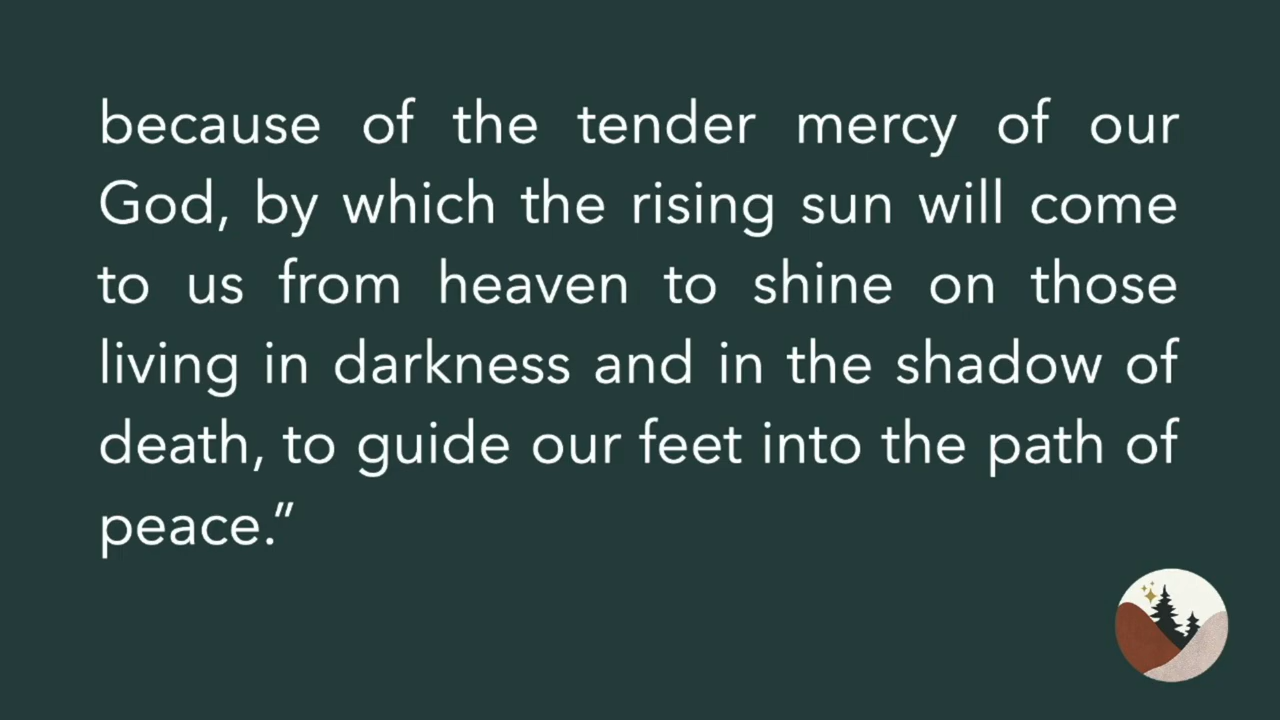 because of the tender mercy of our
God, by which the rising sun will come
to us from heaven to shine on those
living in darkness and in the shadow of
death, to guide our feet into the path of
peace.”